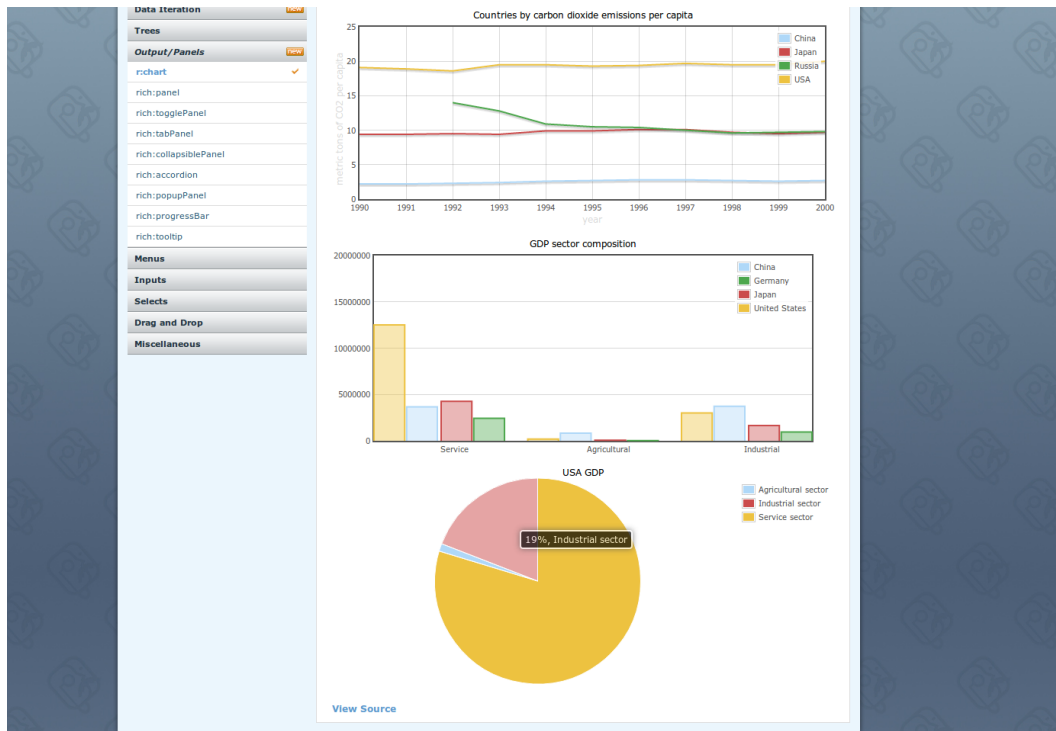 Data Iteration new
Trees
Output/Panels new
r:chart
rich:panel
rich:togglePanel
rich:tabPanel
rich:collapsiblePanel
rich:accordion
rich:popupPanel
rich:progressBar
rich:tooltip
Menus
Inputs
Selects
Drag and Drop
Miscellaneous
Countries by carbon dioxide emissions per capita
metric tons of CO2 per capita
25
15
10
5
0
China
Japan
Russia
USA
1990 1991 1992 1993 1994 1995 1996 1997 1998 1999 2000
year
GDP sector composition
20000000
15000000
10000000
5000000
0
China
Germany
Japan
United States
Service Agricultural Industrial
USA GDP
Agricultural sector
Industrial sector
Service sector
19%, Industrial sector
View Source